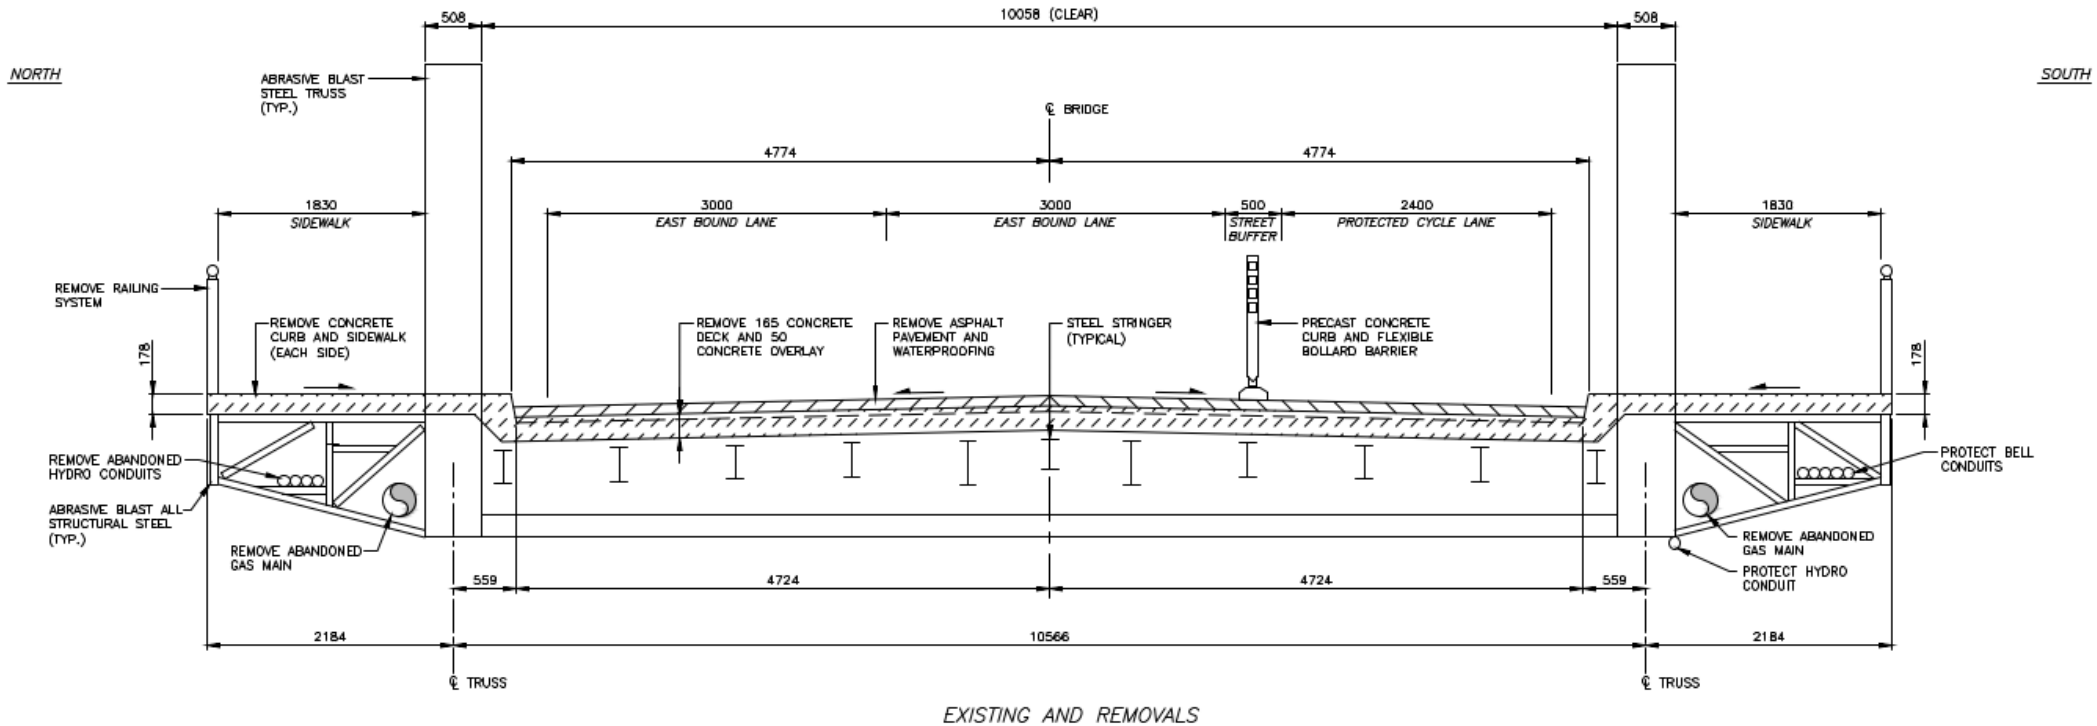 508
10058 (CLEAR)
508
NORTH
SOUTH
ABRASIVE BLAST
STEEL TRUSS
(TYP.)
℄ BRIDGE
4774
4774
1830
SIDEWALK
3000
EAST BOUND LANE
3000
EAST BOUND LANE
500
STREET
BUFFER
2400
PROTECTED CYCLE LANE
1830
SIDEWALK
REMOVE RAILING
SYSTEM
REMOVE CONCRETE
CURB AND SIDEWALK
(EACH SIDE)
REMOVE 165 CONCRETE
DECK AND 50
CONCRETE OVERLAY
REMOVE ASPHALT
PAVEMENT AND
WATERPROOFING
STEEL STRINGER
(TYPICAL)
PRECAST CONCRETE
CURB AND FLEXIBLE
BOLLARD BARRIER
178
178
REMOVE ABANDONED
HYDRO CONDUITS
ABRASIVE BLAST ALL
STRUCTURAL STEEL
(TYP.)
REMOVE ABANDONED
GAS MAIN
PROTECT BELL
CONDUITS
REMOVE ABANDONED
GAS MAIN
PROTECT HYDRO
CONDUIT
559
4724
4724
559
2184
10566
2184
℄ TRUSS
℄ TRUSS
EXISTING AND REMOVALS